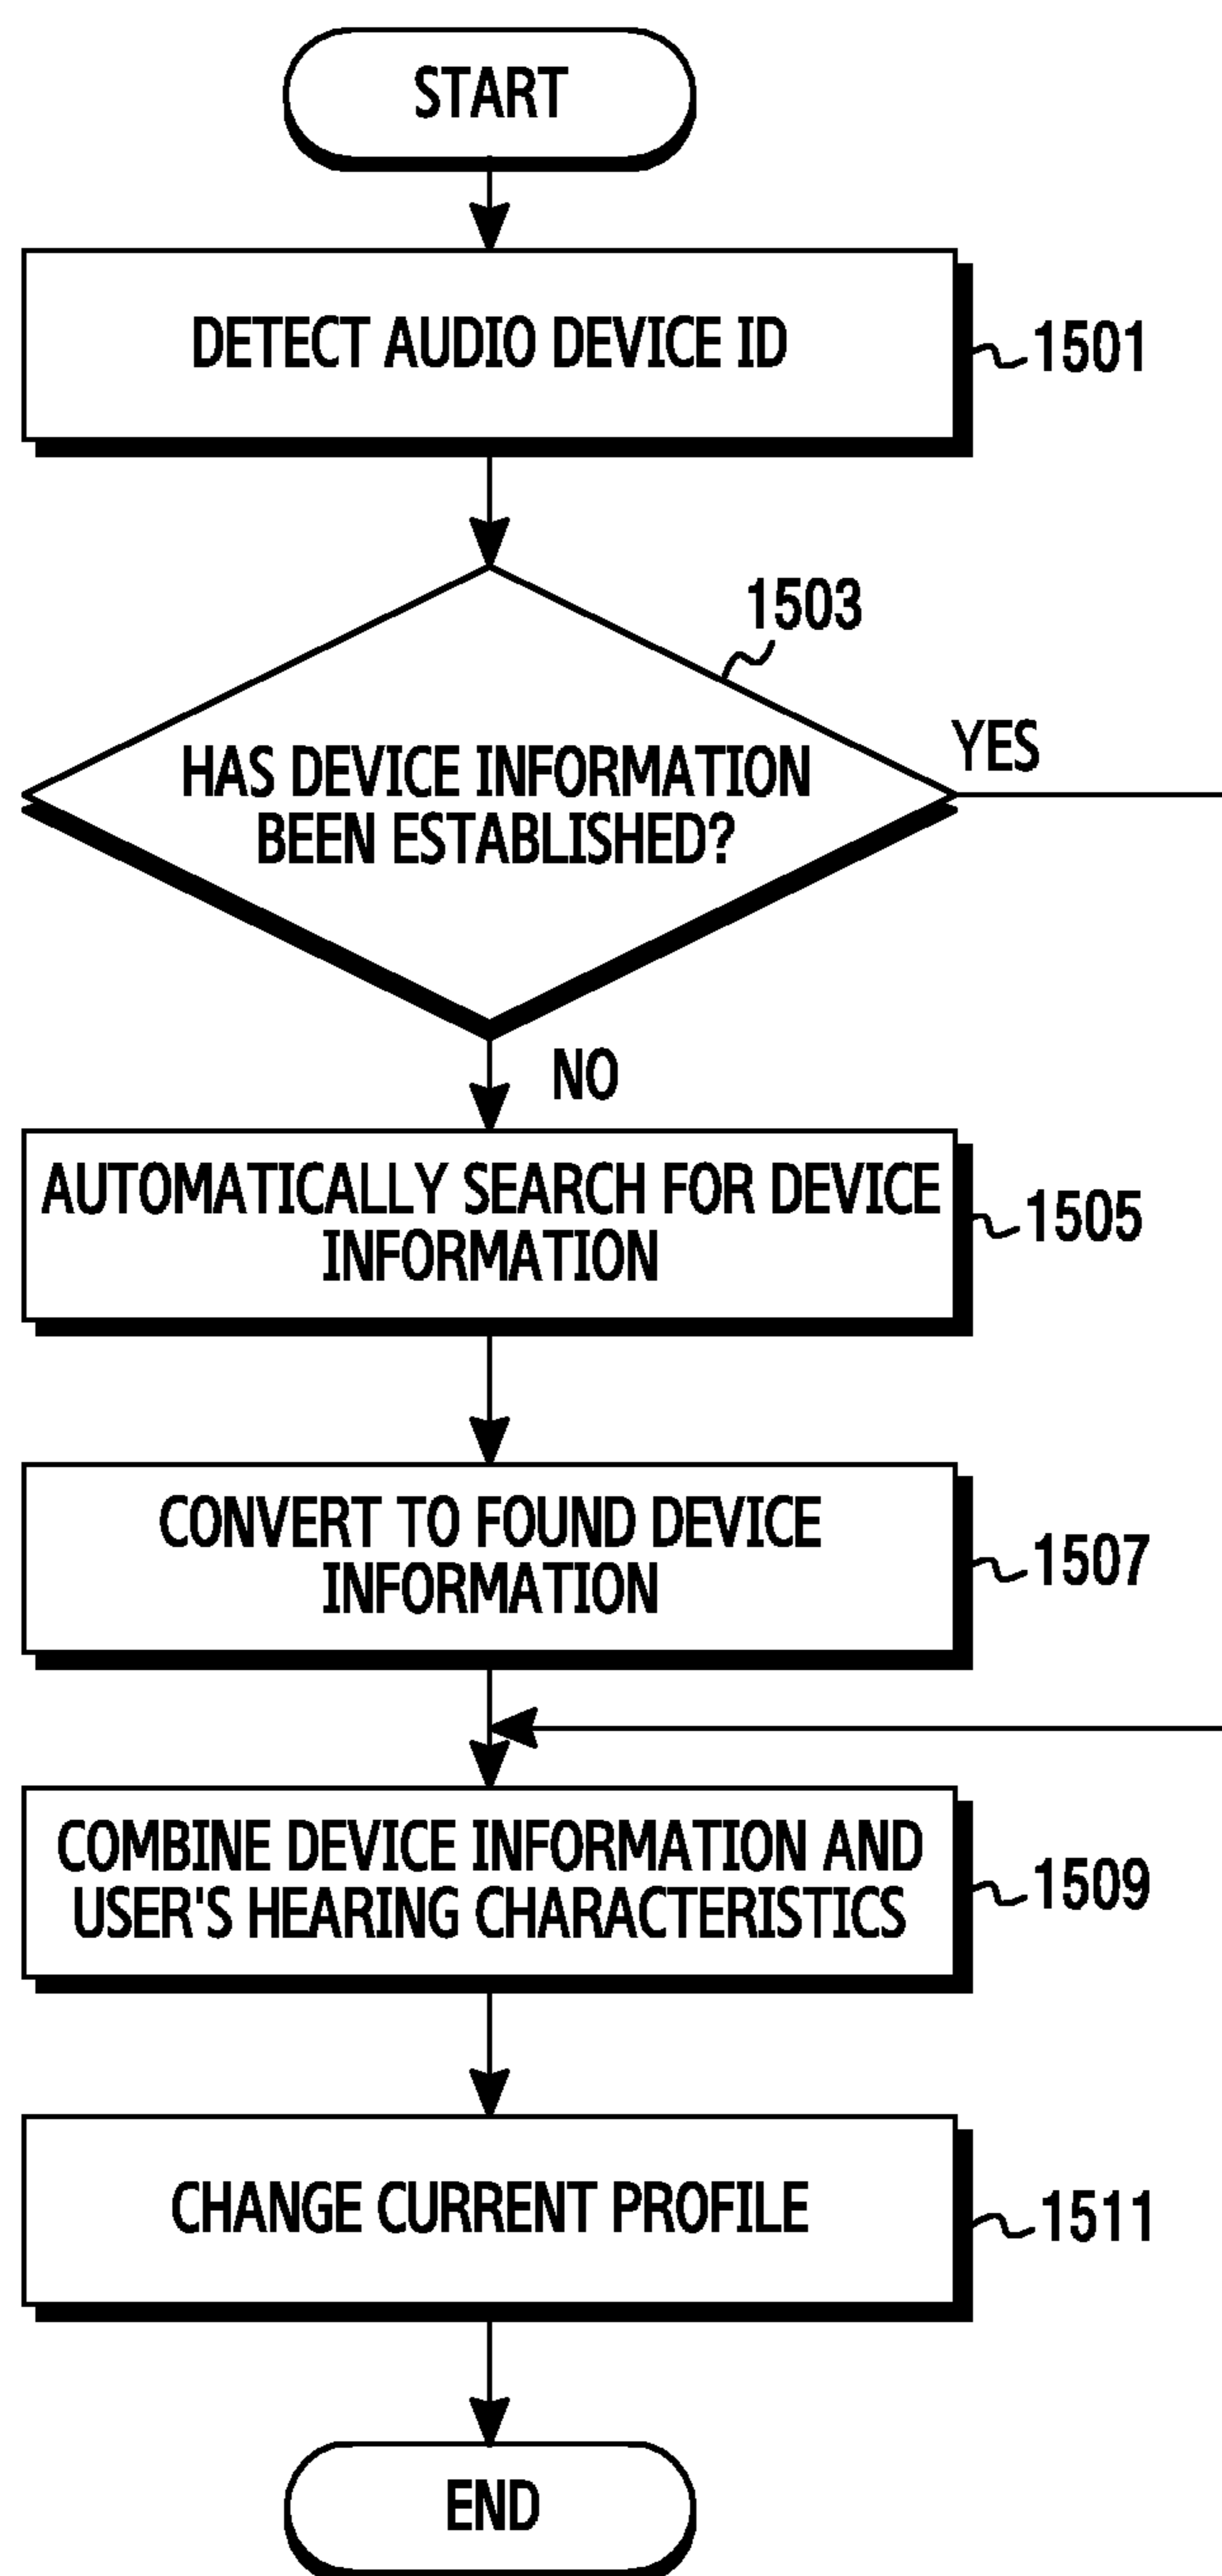 START
DETECT AUDIO DEVICE ID
1501
1503
HAS DEVICE INFORMATION
BEEN ESTABLISHED?
YES
NO
AUTOMATICALLY SEARCH FOR DEVICE
INFORMATION
1505
CONVERT TO FOUND DEVICE
INFORMATION
1507
COMBINE DEVICE INFORMATION AND
USER'S HEARING CHARACTERISTICS
1509
CHANGE CURRENT PROFILE
1511
END